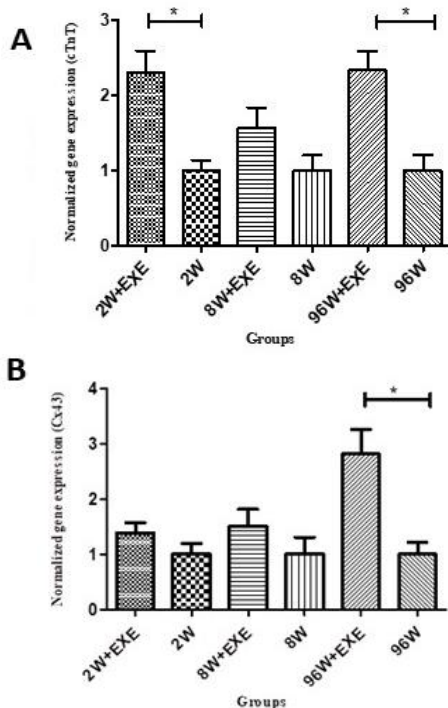 A
Normalized gene expression (cTnT)
3
2
1
0
*
*
2W+EXE
2W
8W+EXE
8W
96W+EXE
96W
Groups
B
Normalized gene expression (Cx43)
4
3
2
1
0
*
2W+EXE
2W
8W+EXE
8W
96W+EXE
96W
Groups